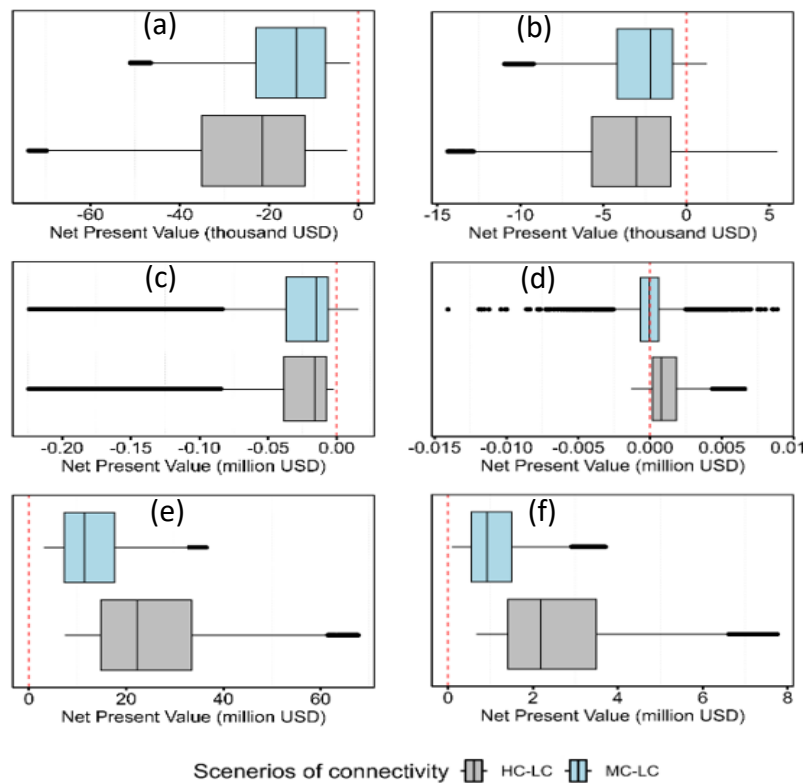 (a)
(b)
-60 -40 -20 0
-15 -10 -5 0 5
Net Present Value (thousand USD)
Net Present Value (thousand USD)
(c)
(d)
-0.20 -0.15 -0.10 -0.05 0.00
-0.015 -0.010 -0.005 0.000 0.005 0.01
Net Present Value (million USD)
Net Present Value (million USD)
(e)
(f)
0 20 40 60
0 2 4 6 8
Net Present Value (million USD)
Net Present Value (million USD)
Scenerios of connectivity HC-LC MC-LC